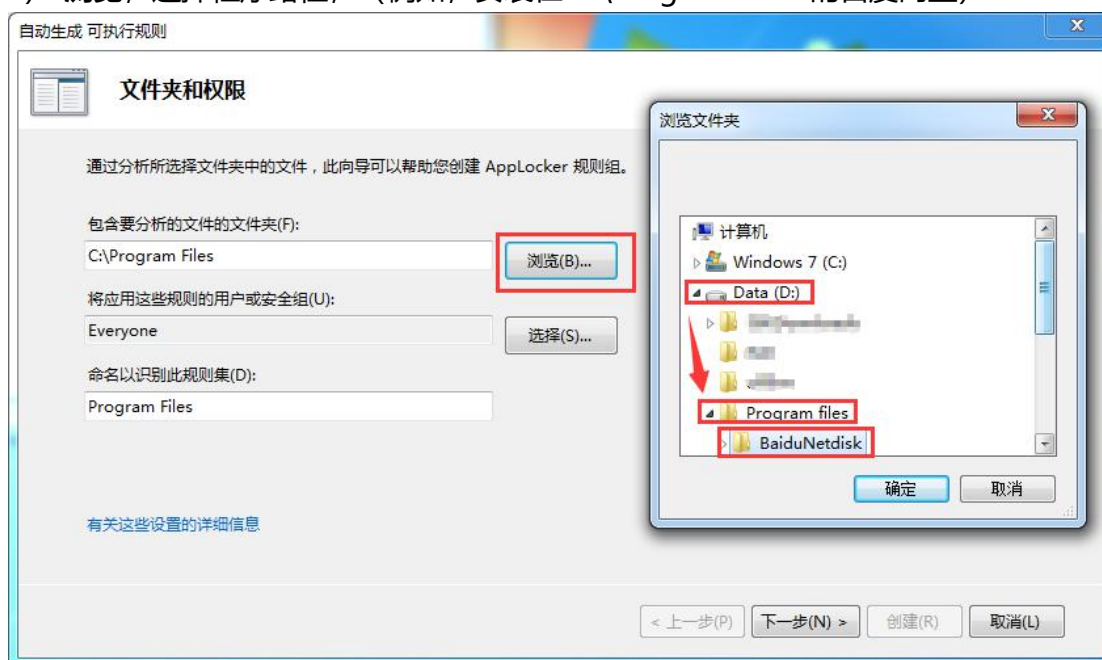 自动生成 可执行规则
文件夹和权限
通过分析所选择文件夹中的文件，此向导可以帮助您创建 AppLocker 规则组。
包含要分析的文件的文件夹(F):
C:\Program Files
浏览(B)...
将应用这些规则的用户或安全组(U):
Everyone
选择(S)...
命名以识别此规则集(D):
Program Files
有关这些设置的详细信息
< 上一步(P)
下一步(N) >
创建(R)
取消(L)
浏览文件夹
计算机
Windows 7 (C:)
Data (D:)
Program files
BaiduNetdisk
确定
取消